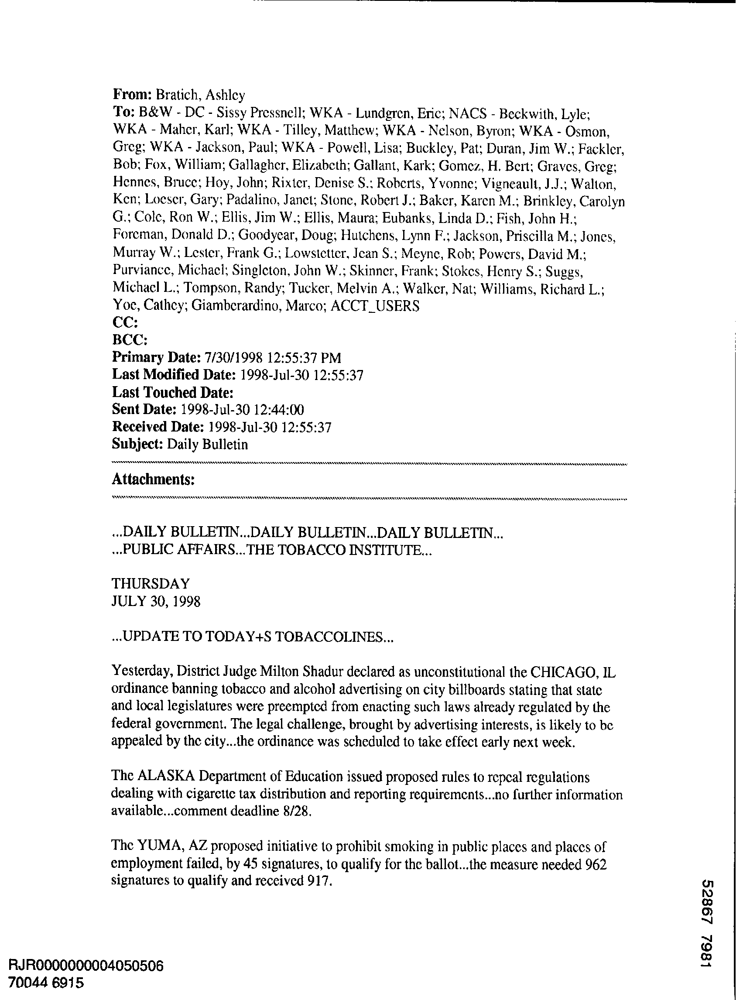 From: Bratich, Ashley
To: B&W - DC - Sissy Pressnell; WKA - Lundgren, Eric; NACS - Beckwith, Lyle;
WKA - Maher, Karl; WKA - Tilley, Matthew; WKA - Nelson, Byron; WKA - Osmon,
Greg; WKA - Jackson, Paul; WKA - Powell, Lisa; Buckley, Pat; Duran, Jim W.; Fackler,
Bob; Fox, William; Gallagher, Elizabeth; Gallant, Kark; Gomez, H. Bert; Graves, Greg;
Hennes, Bruce; Hoy, John; Rixter, Denise S.; Roberts, Yvonne; Vigneault, J.J.; Walton,
Ken; Loeser, Gary; Padalino, Janet; Stone, Robert J.; Baker, Karen M.; Brinkley, Carolyn
G.; Cole, Ron W.; Ellis, Jim W.; Ellis, Maura; Eubanks, Linda D.; Fish, John H.;
Foreman, Donald D.; Goodyear, Doug; Hutchens, Lynn F.; Jackson, Priscilla M.; Jones,
Murray W.; Lester, Frank G.; Lowstetter, Jean S.; Meyne, Rob; Powers, David M.;
Purviance, Michael; Singleton, John W.; Skinner, Frank; Stokes, Henry S.; Suggs,
Michael L.; Tompson, Randy; Tucker, Melvin A.; Walker, Nat; Williams, Richard L.;
Yoe, Cathey; Giamberardino, Marco; ACCT_USERS
CC:
BCC:
Primary Date: 7/30/1998 12:55:37 PM
Last Modified Date: 1998-Jul-30 12:55:37
Last Touched Date:
Sent Date: 1998-Jul-30 12:44:00
Received Date: 1998-Jul-30 12:55:37
Subject: Daily Bulletin
Attachments:
...DAILY BULLETIN...DAILY BULLETIN...DAILY BULLETIN...
...PUBLIC AFFAIRS...THE TOBACCO INSTITUTE...
THURSDAY
JULY 30, 1998
...UPDATE TO TODAY+S TOBACCOLINES...
Yesterday, District Judge Milton Shadur declared as unconstitutional the CHICAGO, IL
ordinance banning tobacco and alcohol advertising on city billboards stating that state
and local legislatures were preempted from enacting such laws already regulated by the
federal government. The legal challenge, brought by advertising interests, is likely to be
appealed by the city...the ordinance was scheduled to take effect early next week.
The ALASKA Department of Education issued proposed rules to repeal regulations
dealing with cigarette tax distribution and reporting requirements...no further information
available...comment deadline 8/28.
The YUMA, AZ proposed initiative to prohibit smoking in public places and places of
employment failed, by 45 signatures, to qualify for the ballot...the measure needed 962
signatures to qualify and received 917.
52867 7981
RJR0000000004050506
70044 6915